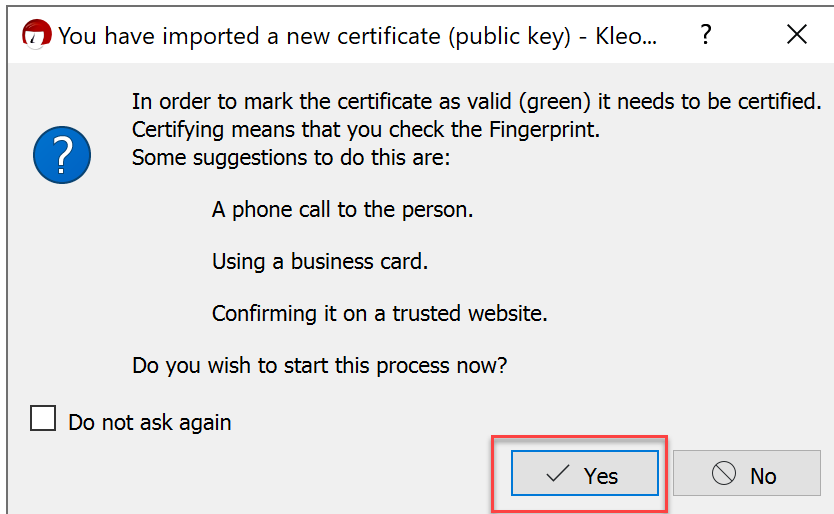 You have imported a new certificate (public key) - Kleo... ?
In order to mark the certificate as valid (green) it needs to be certified.
Certifying means that you check the Fingerprint.
Some suggestions to do this are:
?
A phone call to the person.
Using a business card.
Confirming it on a trusted website.
Do you wish to start this process now?
Do not ask again
Yes
No